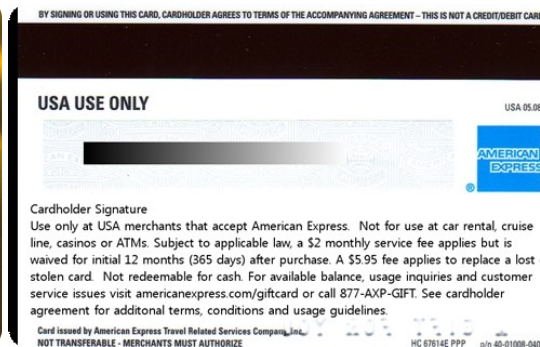 BY SIGNING OR USING THIS CARD, CARDHOLDER AGREES TO TERMS OF THE ACCOMPANYING AGREEMENT – THIS IS NOT A CREDIT/DEBIT CARD
USA USE ONLY
USA 05.08
AMERICAN
EXPRESS
®
Cardholder Signature
Use only at USA merchants that accept American Express. Not for use at car rental, cruise
line, casinos or ATMs. Subject to applicable law, a $2 monthly service fee applies but is
waived for initial 12 months (365 days) after purchase. A $5.95 fee applies to replace a lost
stolen card. Not redeemable for cash. For available balance, usage inquiries and customer
service issues visit americanexpress.com/giftcard or call 877-AXP-GIFT. See cardholder
agreement for additonal terms, conditions and usage guidelines.
Card issued by American Express Travel Related Services Company, Inc.
NOT TRANSFERABLE - MERCHANTS MUST AUTHORIZE
HC 67614E PPP p/n 40-01008-040